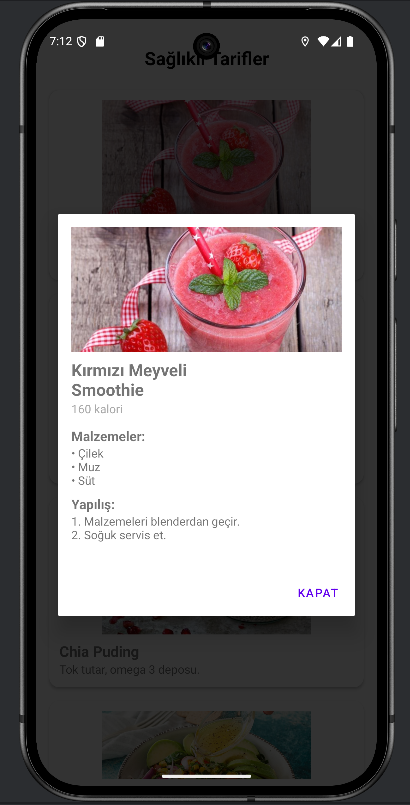 7:12
Sağlıklı Tarifler
Kırmızı Meyveli
Smoothie
160 kalori
Malzemeler:
• Çilek
• Muz
• Süt
Yapılış:
1. Malzemeleri blenderdan geçir.
2. Soğuk servis et.
KAPAT
Chia Puding
Tok tutar, omega 3 deposu.